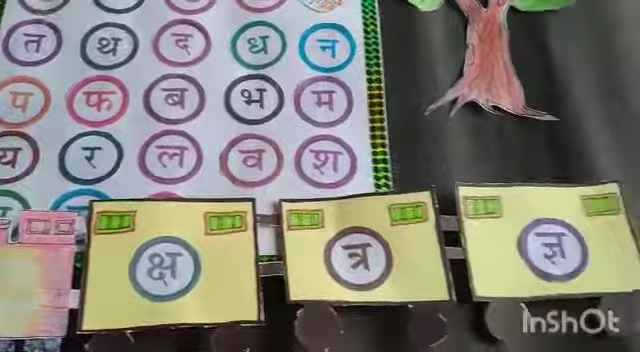 त थ द ध न
प फ ब भ म
य र ल व श
क्ष त्र ज्ञ
InShOt